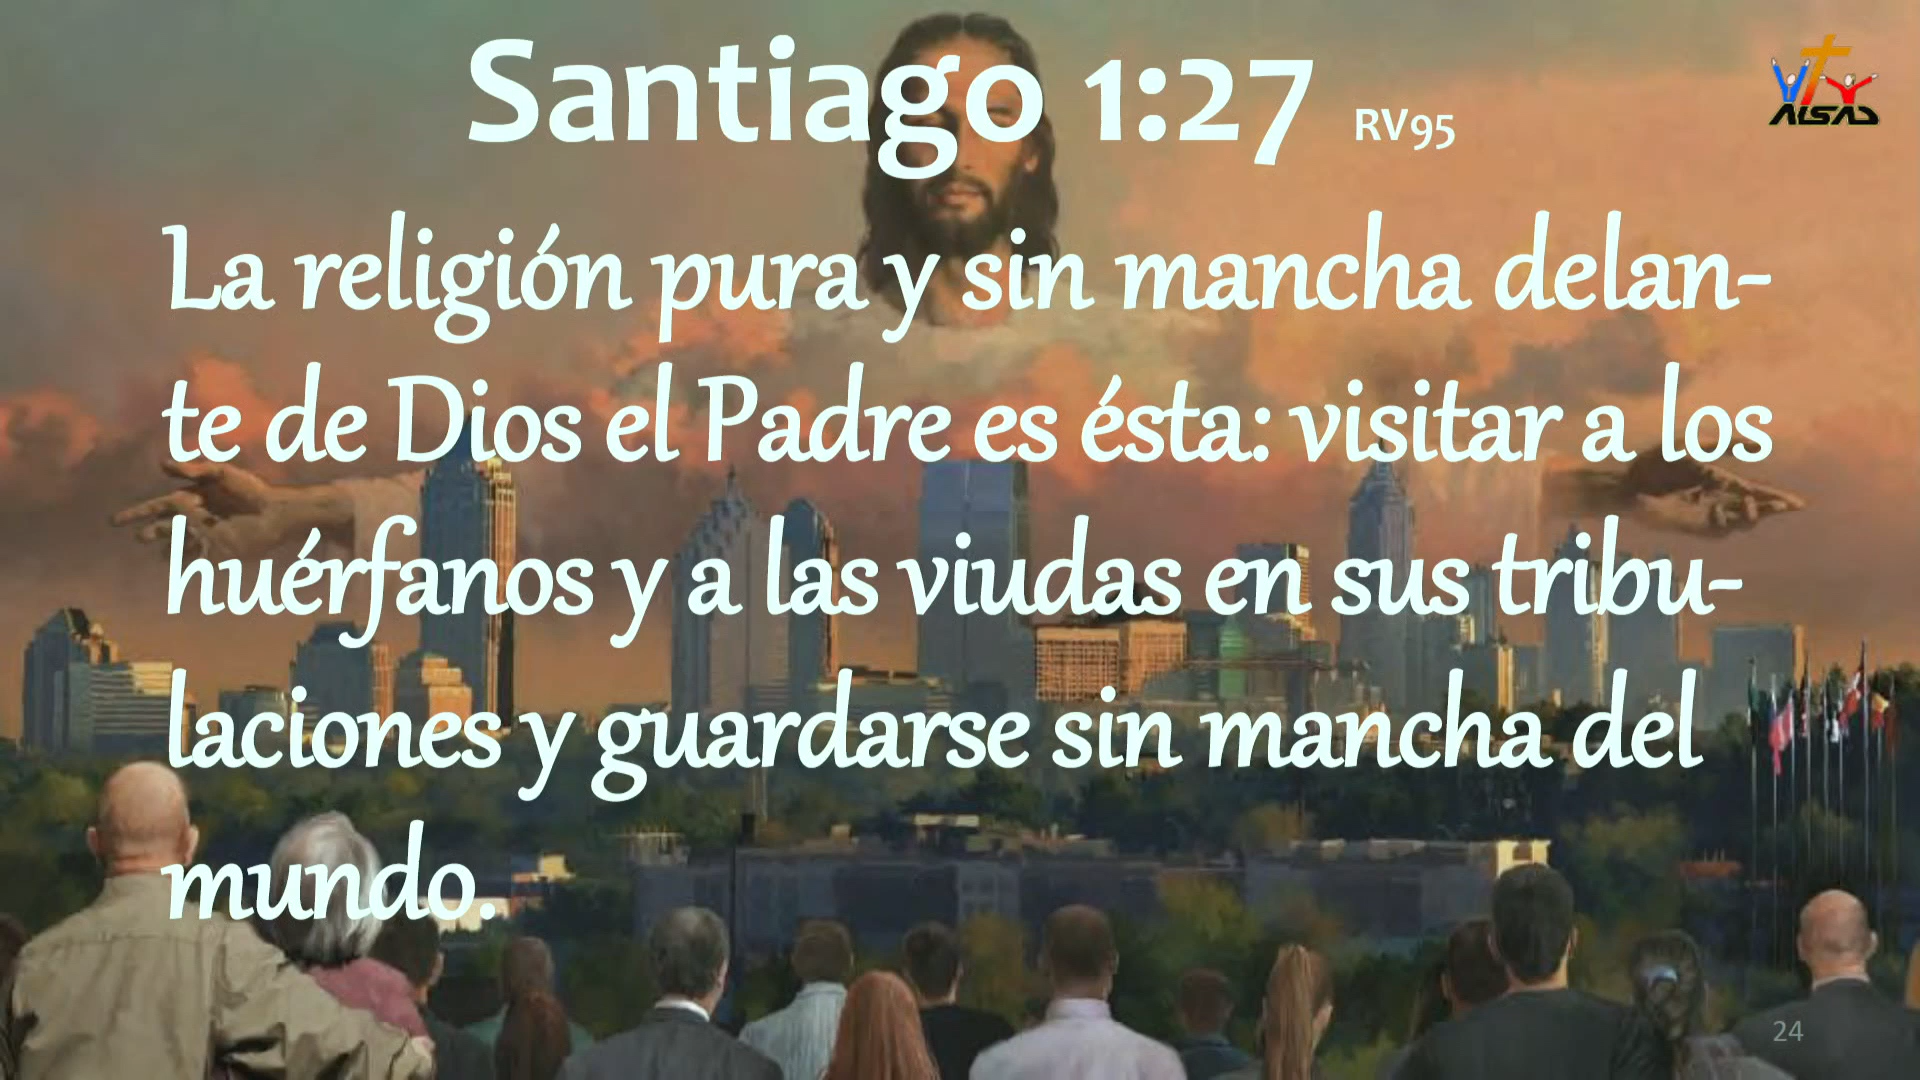 Santiago 1:27 RV95
ALSAD
La religión pura y sin mancha delan-
te de Dios el Padre es ésta: visitar a los
huérfanos y a las viudas en sus tribu-
laciones y guardarse sin mancha del
mundo.
24